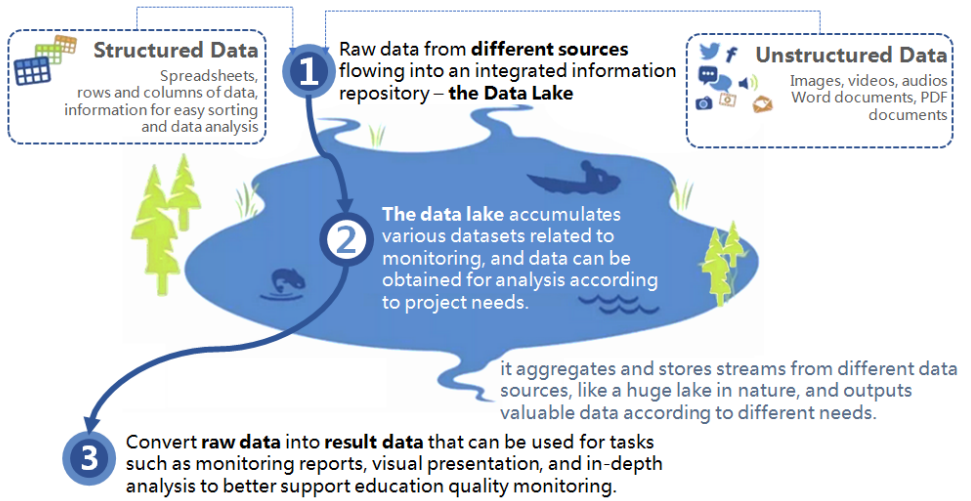 Structured Data
Spreadsheets,
rows and columns of data,
information for easy sorting
and data analysis
1
Raw data from different sources
flowing into an integrated information
repository – the Data Lake
Unstructured Data
Images, videos, audios
Word documents, PDF
documents
2
The data lake accumulates
various datasets related to
monitoring, and data can be
obtained for analysis according
to project needs.
it aggregates and stores streams from different data
sources, like a huge lake in nature, and outputs
valuable data according to different needs.
3
Convert raw data into result data that can be used for tasks
such as monitoring reports, visual presentation, and in-depth
analysis to better support education quality monitoring.